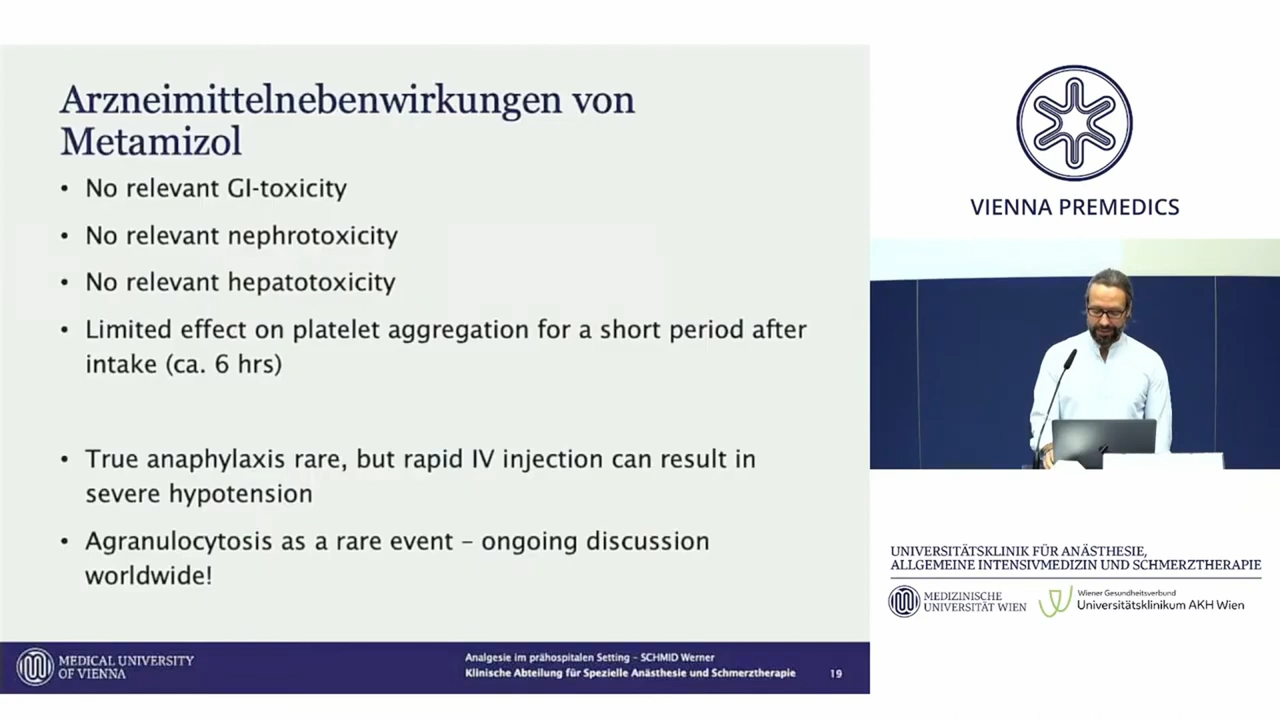 Arzneimittelnebenwirkungen von
Metamizol
• No relevant GI-toxicity
• No relevant nephrotoxicity
• No relevant hepatotoxicity
• Limited effect on platelet aggregation for a short period after
intake (ca. 6 hrs)
• True anaphylaxis rare, but rapid IV injection can result in
severe hypotension
• Agranulocytosis as a rare event – ongoing discussion
worldwide!
MEDICAL UNIVERSITY
OF VIENNA
Analgesie im prähospitalen Setting – SCHMID Werner
Klinische Abteilung für Spezielle Anästhesie und Schmerztherapie
19
VIENNA PREMEDICS
UNIVERSITÄTSKLINIK FÜR ANÄSTHESIE,
ALLGEMEINE INTENSIVMEDIZIN UND SCHMERZTHERAPIE
MEDIZINISCHE
UNIVERSITÄT WIEN
Wiener Gesundheitsverbund
Universitätsklinikum AKH Wien